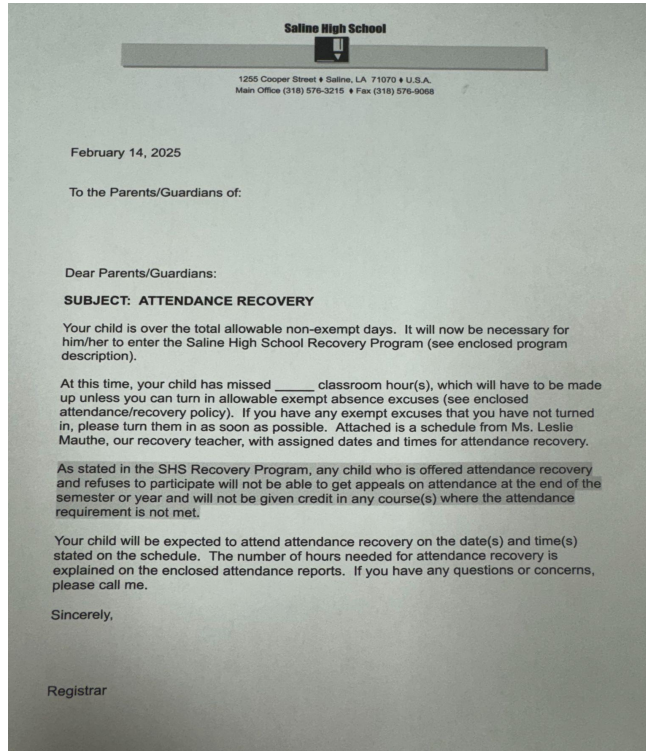 Saline High School
1255 Cooper Street ♦ Saline, LA 71070 ♦ U.S.A.
Main Office (318) 576-3215 ♦ Fax (318) 576-9068
February 14, 2025
To the Parents/Guardians of:
Dear Parents/Guardians:
SUBJECT: ATTENDANCE RECOVERY
Your child is over the total allowable non-exempt days. It will now be necessary for
him/her to enter the Saline High School Recovery Program (see enclosed program
description).
At this time, your child has missed _____ classroom hour(s), which will have to be made
up unless you can turn in allowable exempt absence excuses (see enclosed
attendance/recovery policy). If you have any exempt excuses that you have not turned
in, please turn them in as soon as possible. Attached is a schedule from Ms. Leslie
Mauthe, our recovery teacher, with assigned dates and times for attendance recovery.
As stated in the SHS Recovery Program, any child who is offered attendance recovery
and refuses to participate will not be able to get appeals on attendance at the end of the
semester or year and will not be given credit in any course(s) where the attendance
requirement is not met.
Your child will be expected to attend attendance recovery on the date(s) and time(s)
stated on the schedule. The number of hours needed for attendance recovery is
explained on the enclosed attendance reports. If you have any questions or concerns,
please call me.
Sincerely,
Registrar